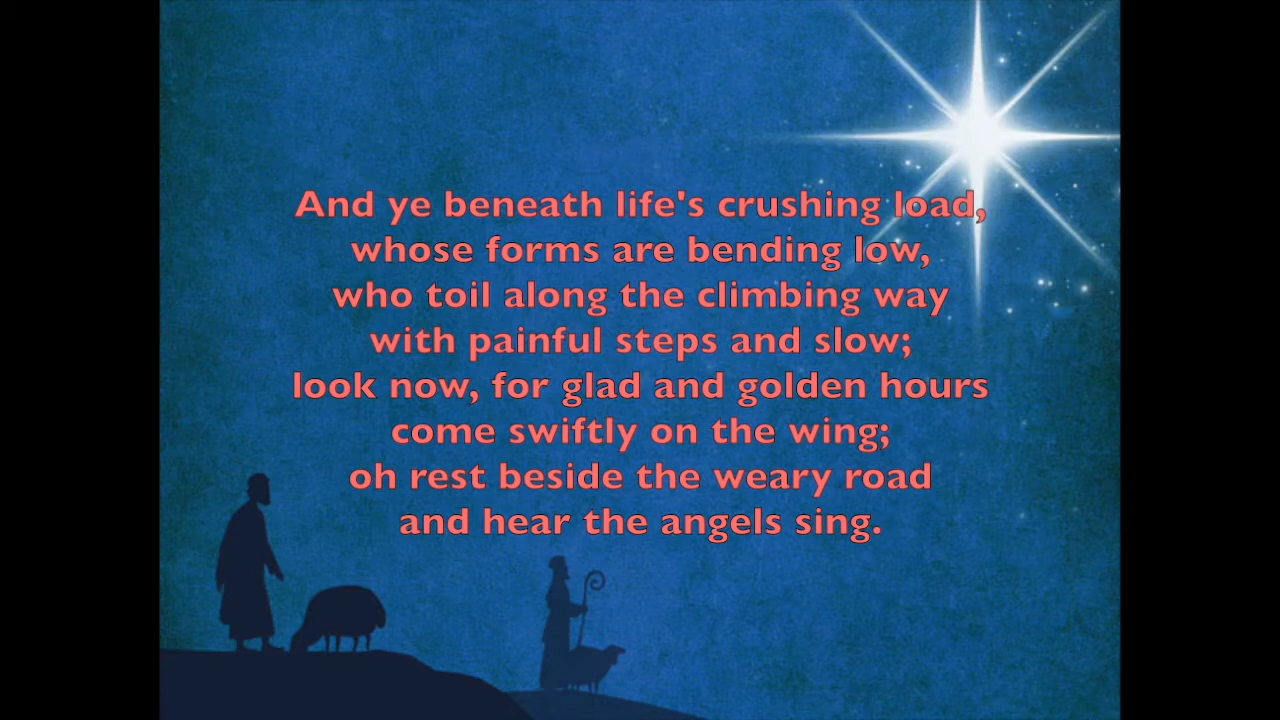 And ye beneath life's crushing load,
whose forms are bending low,
who toil along the climbing way
with painful steps and slow;
look now, for glad and golden hours
come swiftly on the wing;
oh rest beside the weary road
and hear the angels sing.